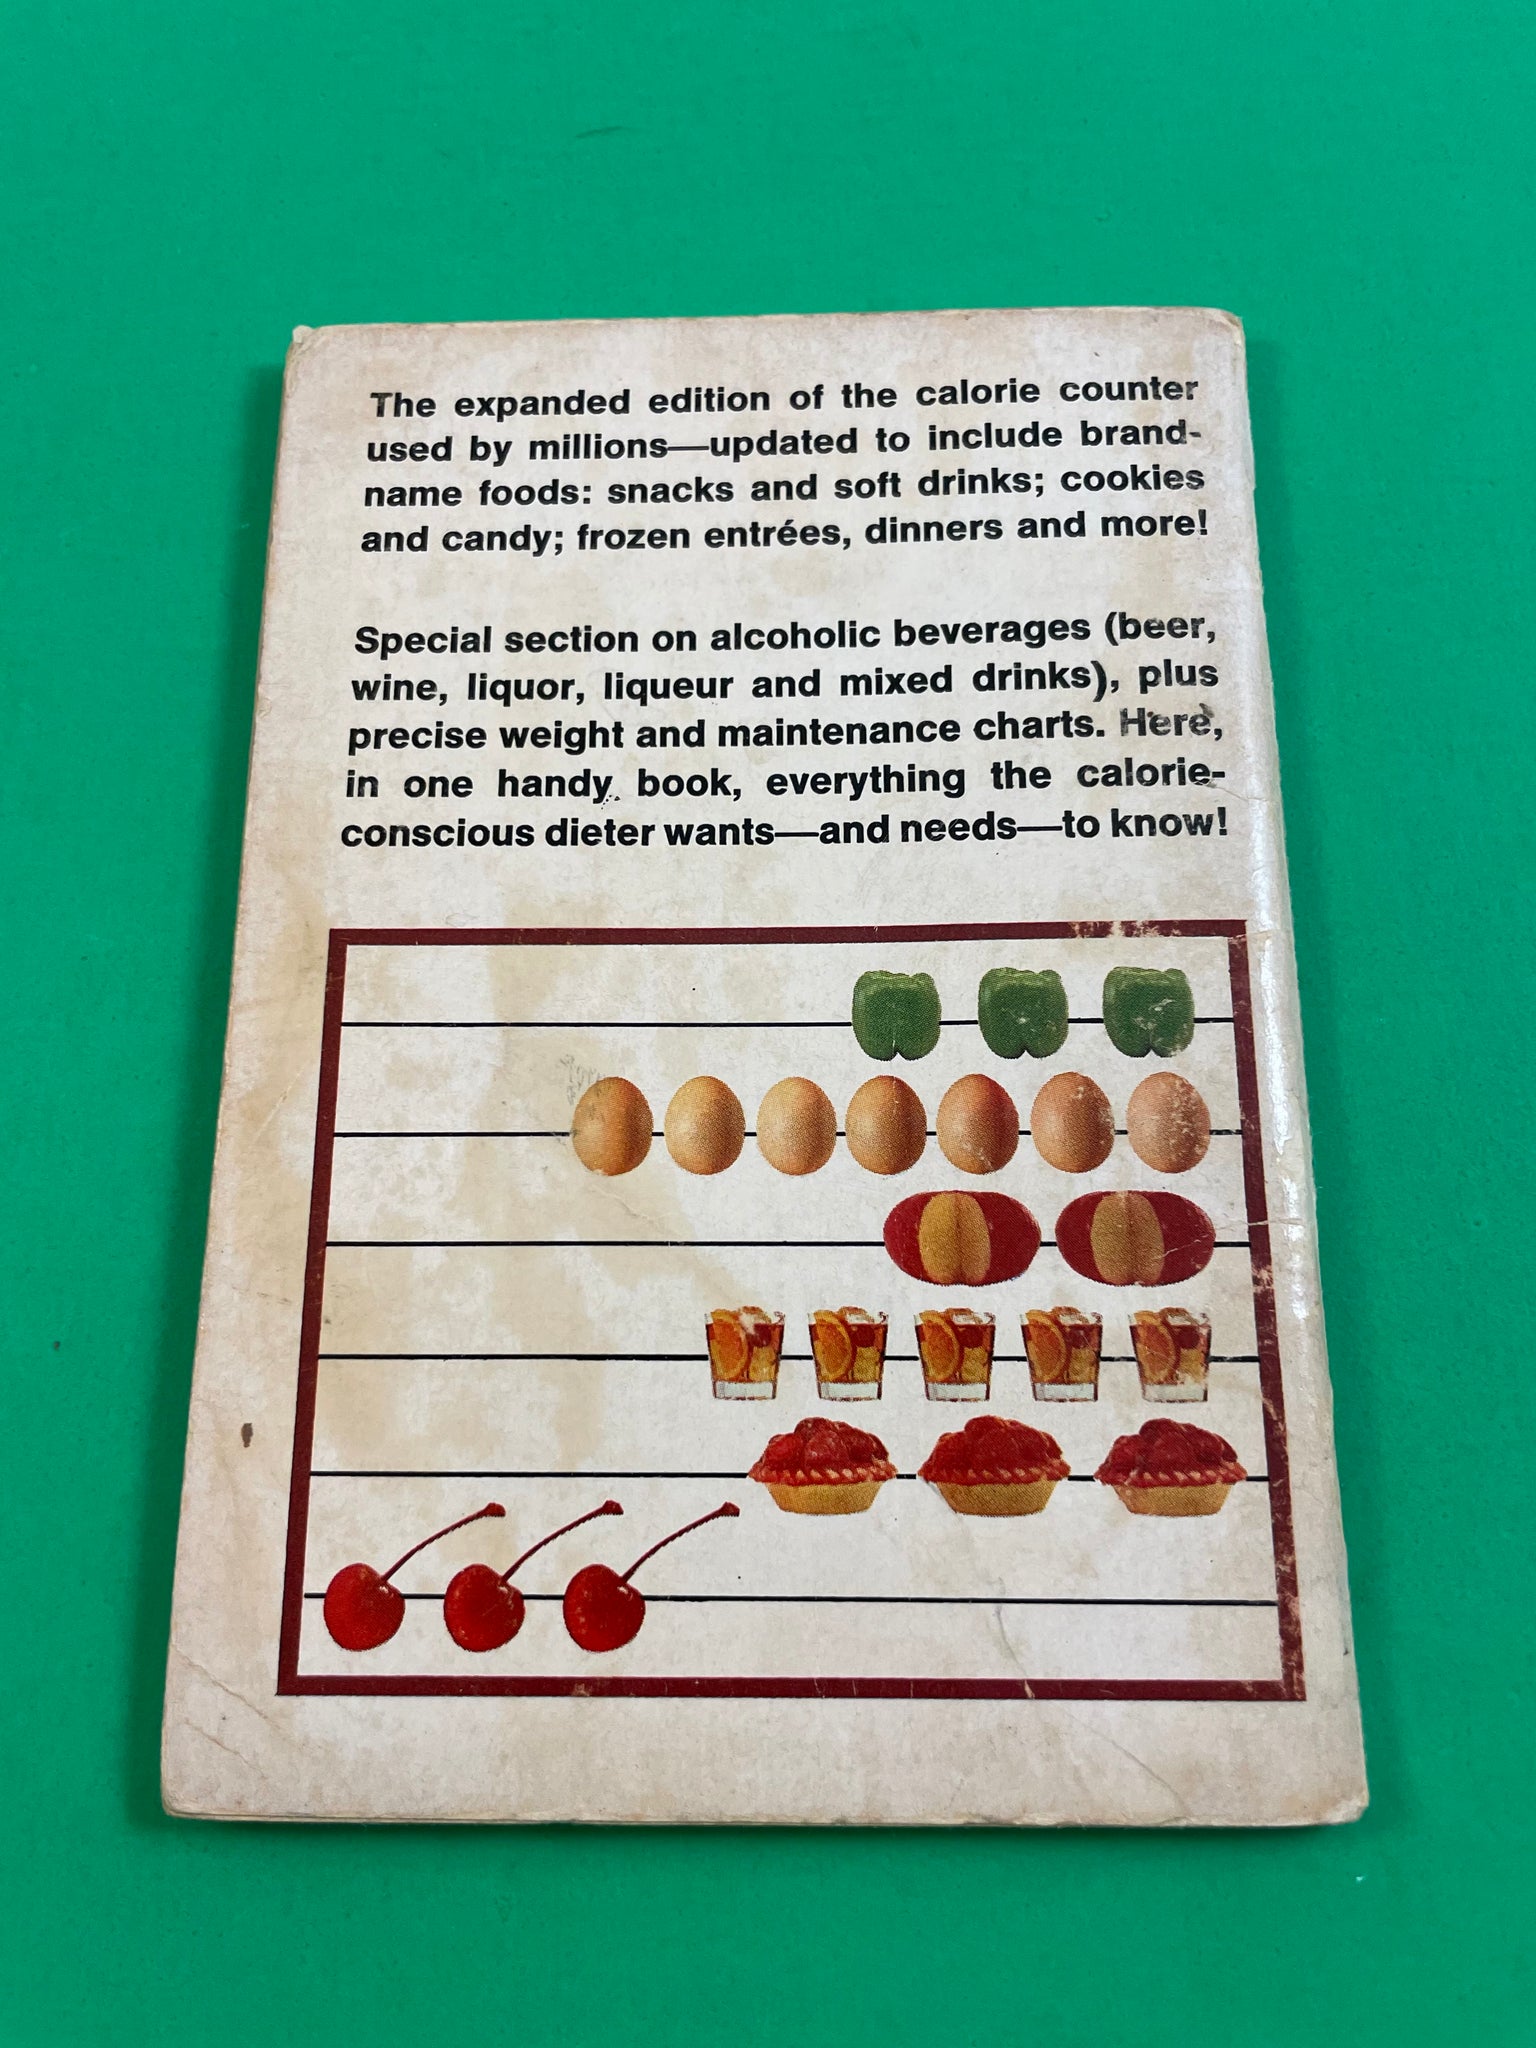 The expanded edition of the calorie counter
used by millions—updated to include brand-
name foods: snacks and soft drinks; cookies
and candy; frozen entrées, dinners and more!
Special section on alcoholic beverages (beer,
wine, liquor, liqueur and mixed drinks), plus
precise weight and maintenance charts. Here,
in one handy book, everything the calorie-
conscious dieter wants—and needs—to know!